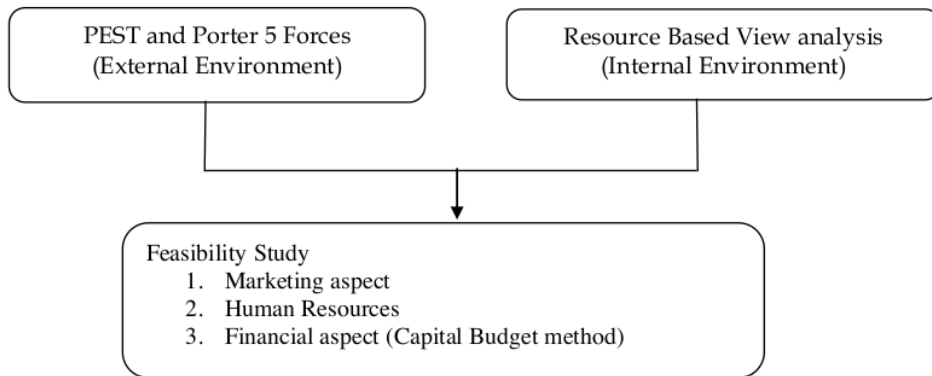 PEST and Porter 5 Forces
(External Environment)
Resource Based View analysis
(Internal Environment)
Feasibility Study
1. Marketing aspect
2. Human Resources
3. Financial aspect (Capital Budget method)